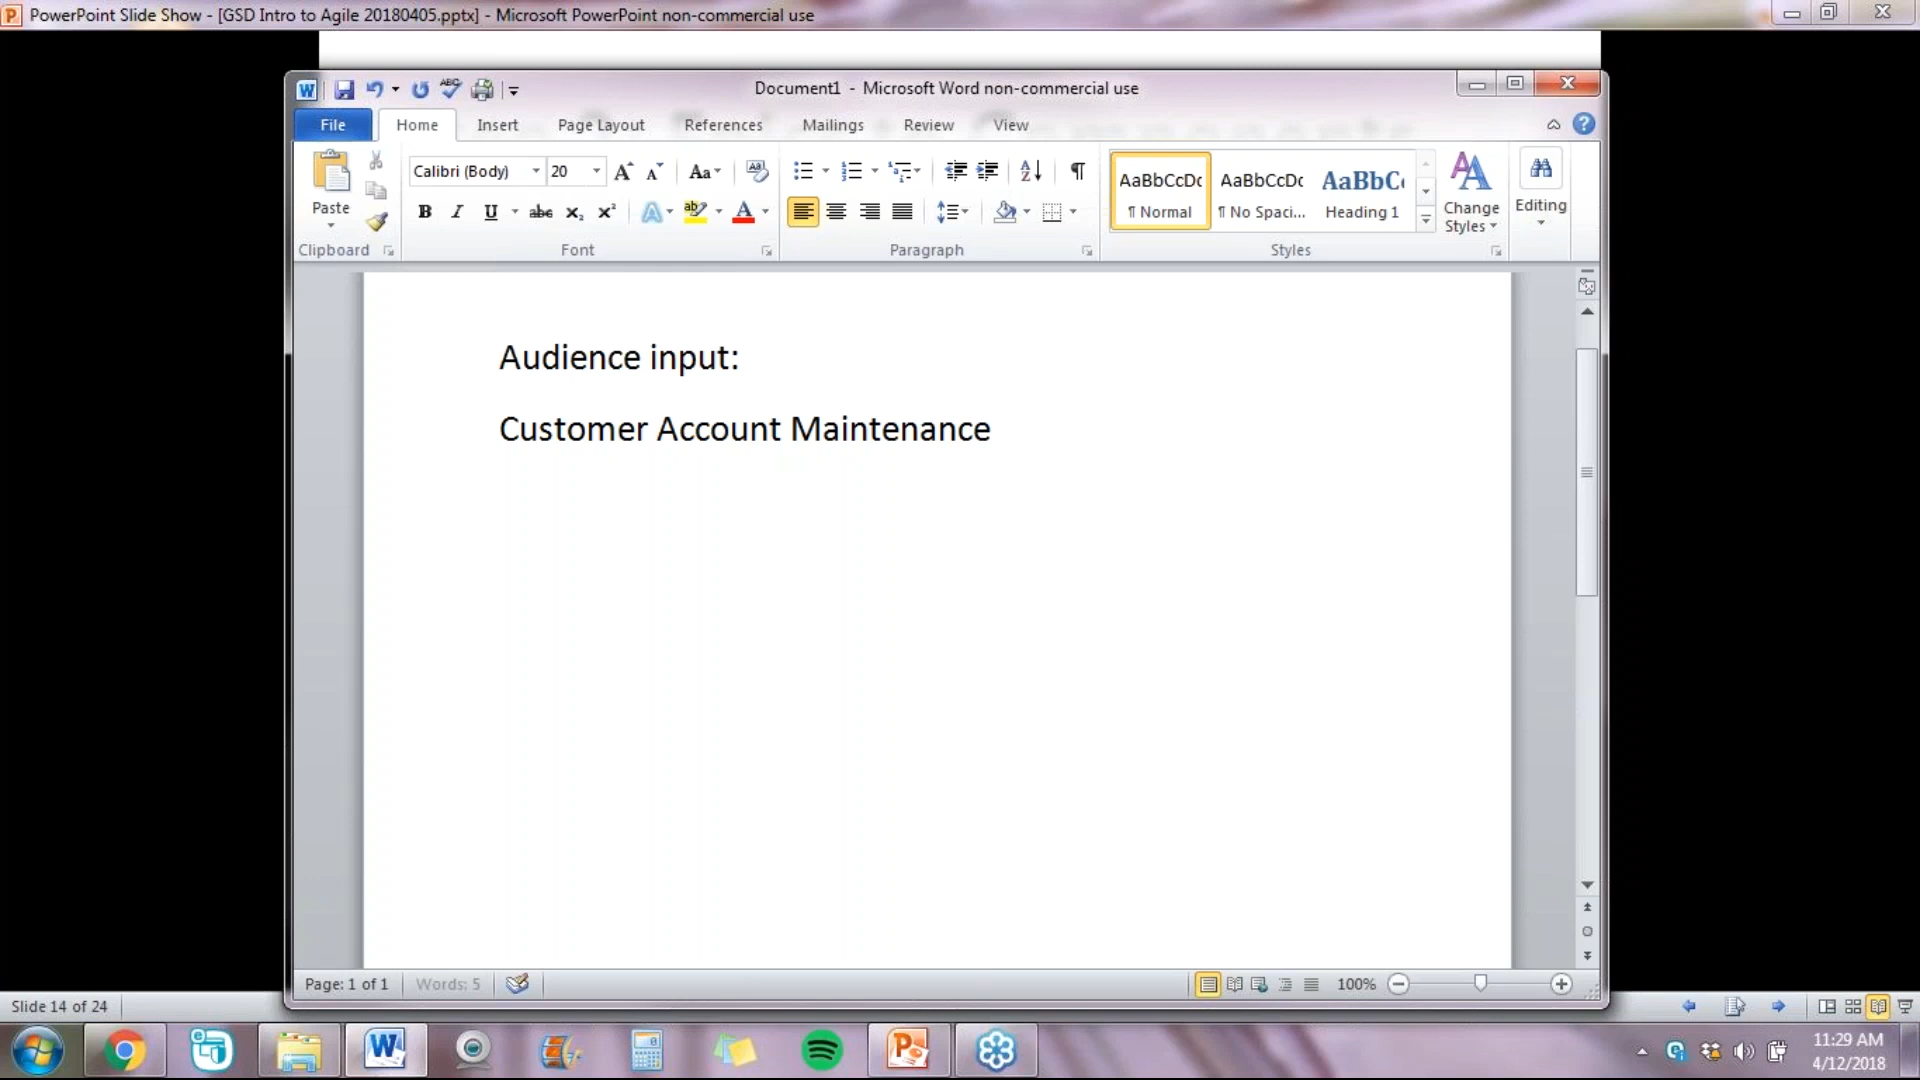 PowerPoint Slide Show - [GSD Intro to Agile 20180405.pptx] - Microsoft PowerPoint non-commercial use
Document1 - Microsoft Word non-commercial use
File Home Insert Page Layout References Mailings Review View
Paste
Clipboard
Calibri (Body) 20
Font
Paragraph
AaBbCcDc AaBbCcDc AaBbC
¶ Normal ¶ No Spaci... Heading 1
Change Styles
Styles
Editing
Audience input:
Customer Account Maintenance
Page: 1 of 1 Words: 5 100%
Slide 14 of 24
11:29 AM
4/12/2018